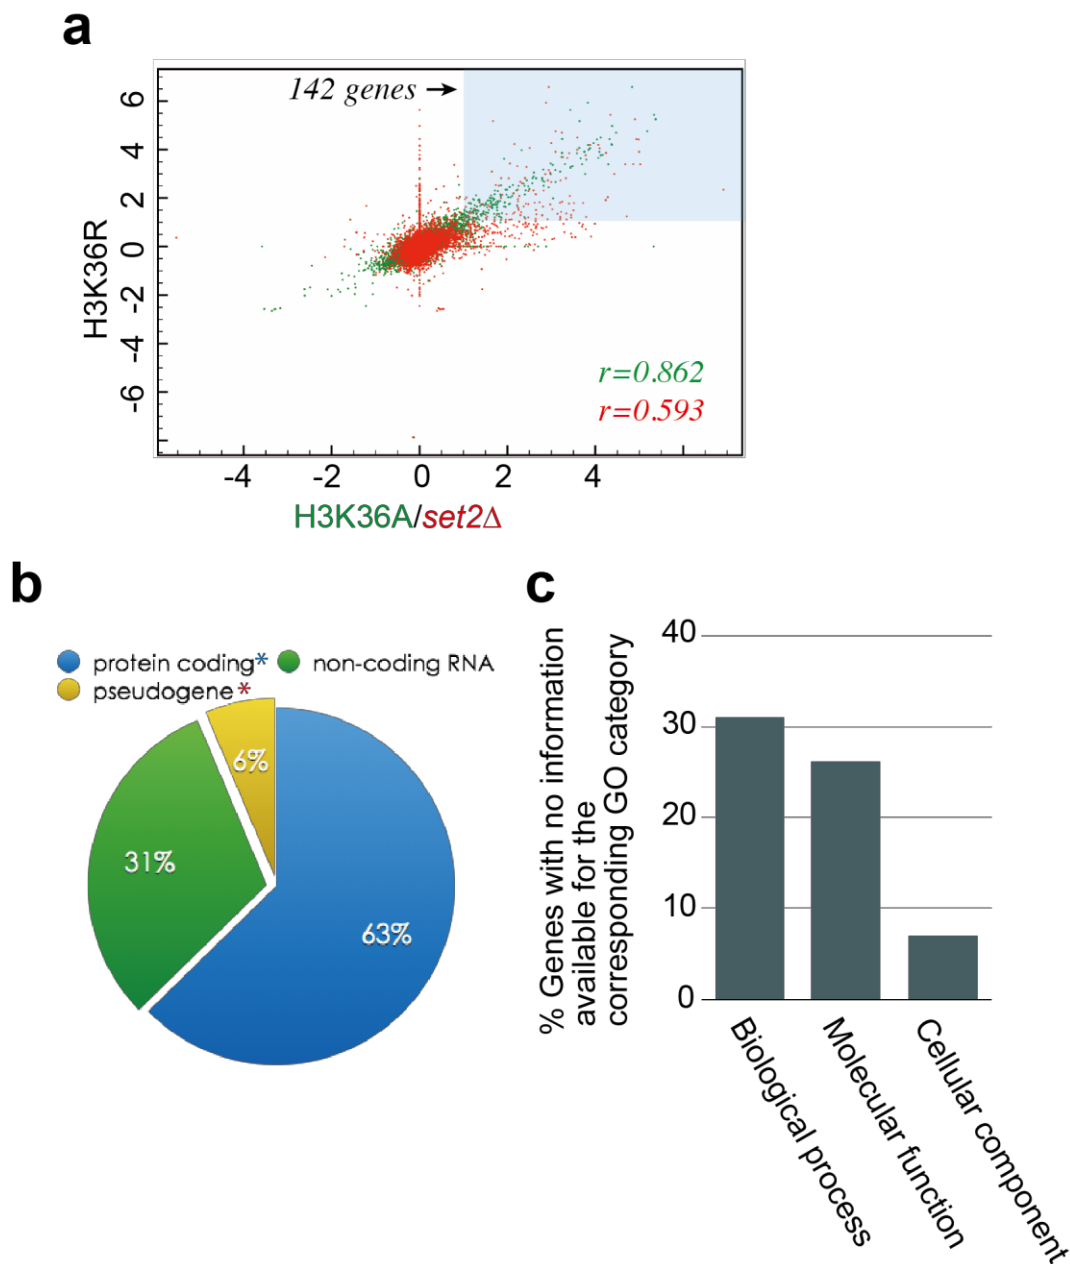 a
142 genes →
6
4
2
0
-2
-4
-6
H3K36R
r=0.862
r=0.593
-4 -2 0 2 4
H3K36A/set2Δ
b
protein coding* non-coding RNA
pseudogene*
6%
31%
63%
c
% Genes with no information
available for the
corresponding GO category
40
30
20
10
0
Biological process
Molecular function
Cellular component